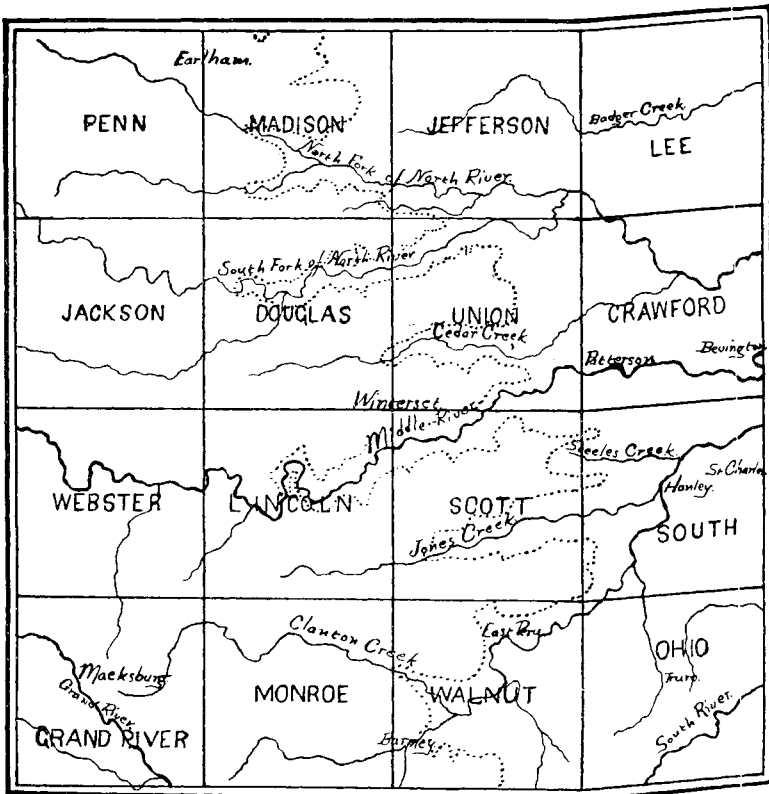 Earlham.
PENN
MADISON
JEFFERSON
Badger Creek.
LEE
North Fork of North River.
South Fork of North River
JACKSON
DOUGLAS
UNION
CRAWFORD
Cedar Creek
Patterson
Bevington
Winterset
Middle River
Steeles Creek.
St Charles
WEBSTER
LINCOLN
SCOTT
Hanley.
SOUTH
Jones Creek
Clanton Creek
East Peru.
OHIO
Macksburg
Truro.
Grand River.
MONROE
WALNUT
South River.
GRAND RIVER
Barney.